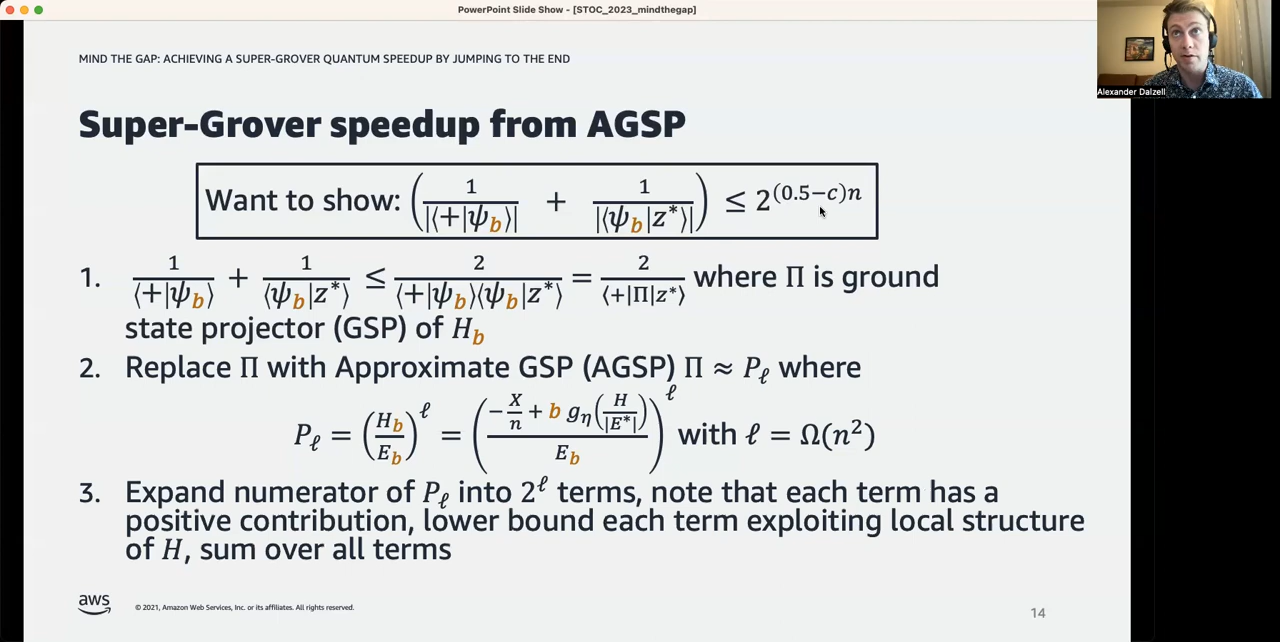 PowerPoint Slide Show - [STOC_2023_mindthegap]
Alexander Dalzell
MIND THE GAP: ACHIEVING A SUPER-GROVER QUANTUM SPEEDUP BY JUMPING TO THE END
Super-Grover speedup from AGSP
Want to show: (1/|⟨+|ψ_b⟩| + 1/|⟨ψ_b|z*⟩|) ≤ 2^{(0.5−c)n}
1. 1/⟨+|ψ_b⟩ + 1/⟨ψ_b|z*⟩ ≤ 2/(⟨+|ψ_b⟩⟨ψ_b|z*⟩) = 2/⟨+|Π|z*⟩ where Π is ground
state projector (GSP) of H_b
2. Replace Π with Approximate GSP (AGSP) Π ≈ P_ℓ where
P_ℓ = (H_b/E_b)^ℓ = ((−X/n + b g_η(H/|E*|))/E_b)^ℓ with ℓ = Ω(n²)
3. Expand numerator of P_ℓ into 2^ℓ terms, note that each term has a
positive contribution, lower bound each term exploiting local structure
of H, sum over all terms
aws
© 2021, Amazon Web Services, Inc. or its affiliates. All rights reserved.
14